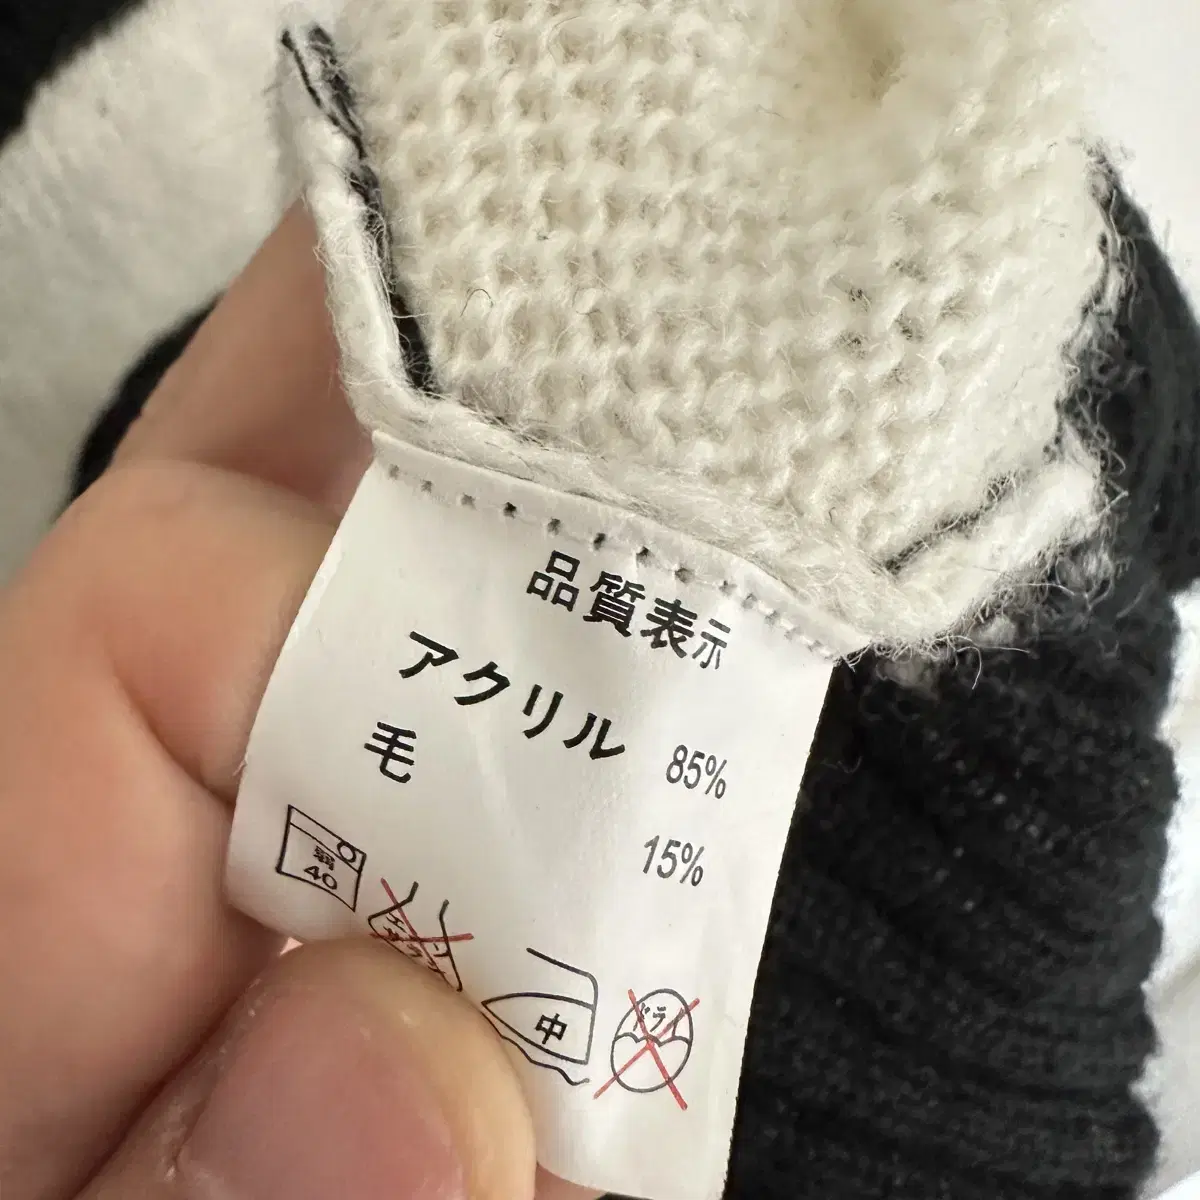 品質表示
アクリル 85%
毛 15%
弱
40
中
ドライ